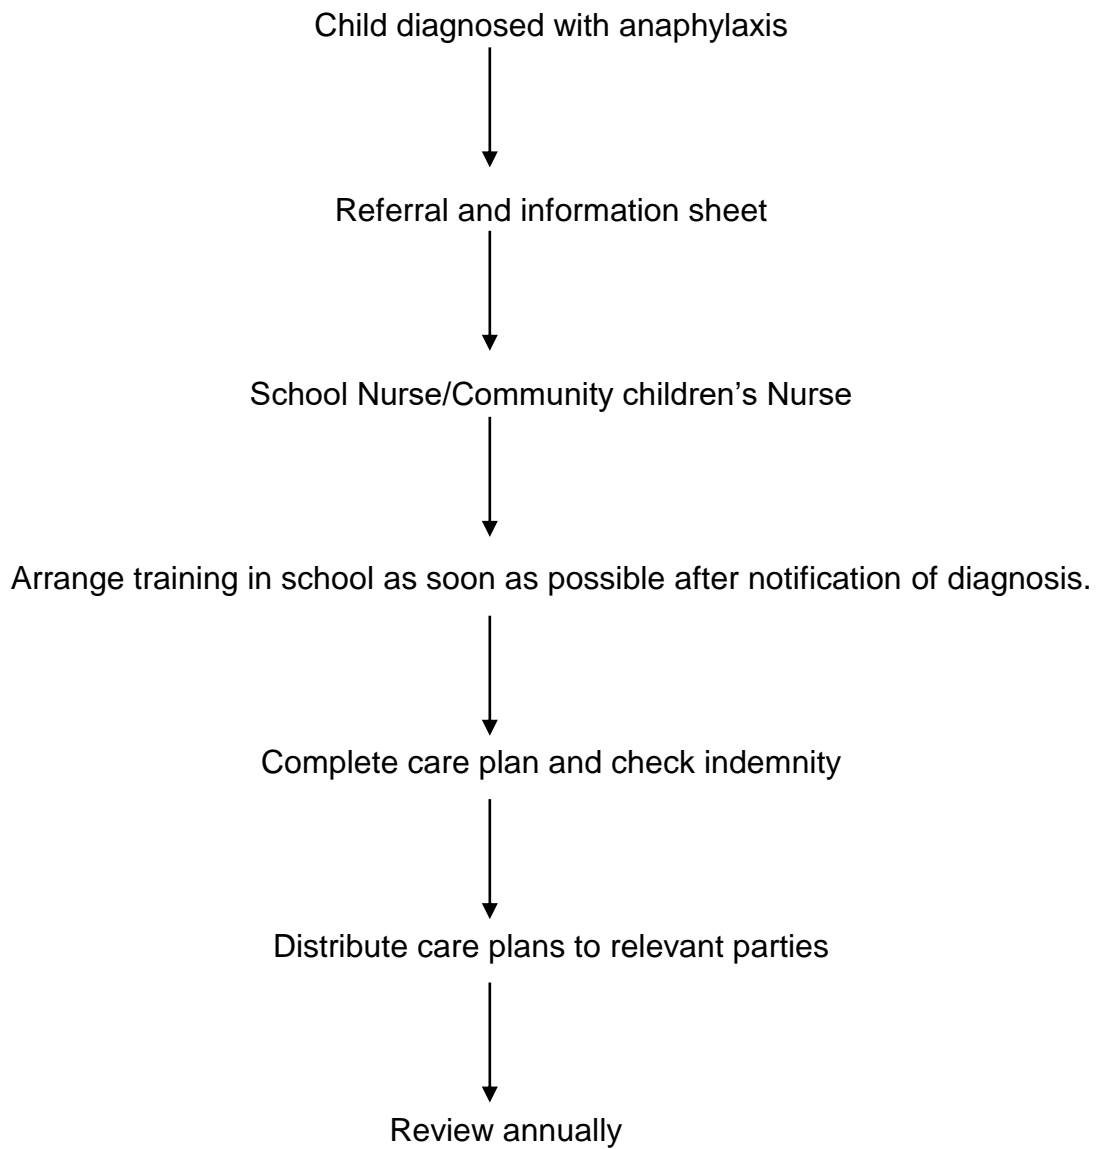 Child diagnosed with anaphylaxis
Referral and information sheet
School Nurse/Community children’s Nurse
Arrange training in school as soon as possible after notification of diagnosis.
Complete care plan and check indemnity
Distribute care plans to relevant parties
Review annually